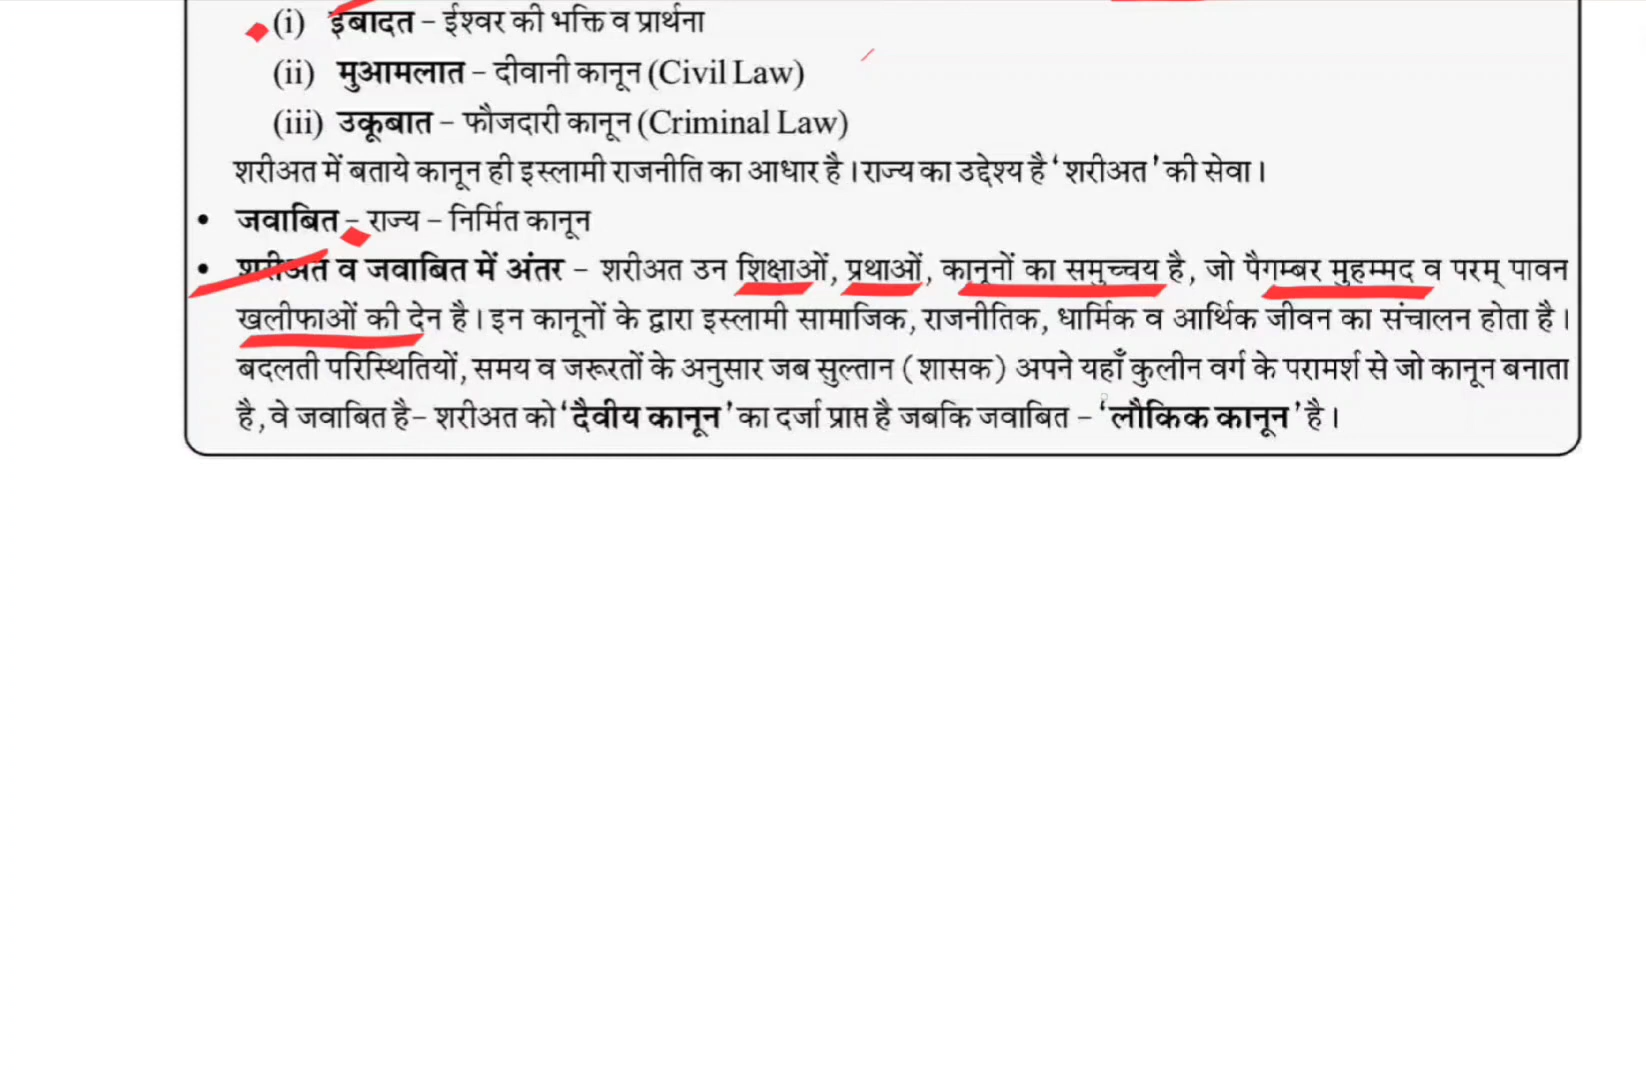 (i) इबादत – ईश्वर की भक्ति व प्रार्थना
(ii) मुआमलात – दीवानी कानून (Civil Law)
(iii) उकूबात – फौजदारी कानून (Criminal Law)
शरीअत में बताये कानून ही इस्लामी राजनीति का आधार है। राज्य का उद्देश्य है ‘शरीअत’ की सेवा।
• जवाबित – राज्य – निर्मित कानून
• शरीअत व जवाबित में अंतर – शरीअत उन शिक्षाओं, प्रथाओं, कानूनों का समुच्चय है, जो पैगम्बर मुहम्मद व परम् पावन
खलीफाओं की देन है। इन कानूनों के द्वारा इस्लामी सामाजिक, राजनीतिक, धार्मिक व आर्थिक जीवन का संचालन होता है।
बदलती परिस्थितियों, समय व जरूरतों के अनुसार जब सुल्तान (शासक) अपने यहाँ कुलीन वर्ग के परामर्श से जो कानून बनाता
है, वे जवाबित है– शरीअत को ‘दैवीय कानून’ का दर्जा प्राप्त है जबकि जवाबित – ‘लौकिक कानून’ है।